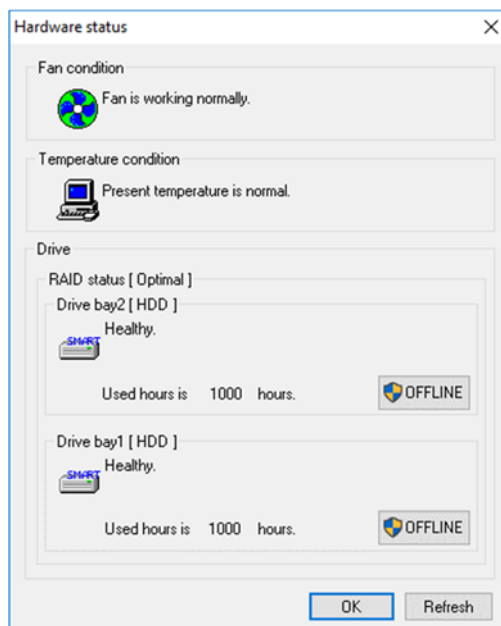 Hardware status
Fan condition
Fan is working normally.
Temperature condition
Present temperature is normal.
Drive
RAID status [ Optimal ]
Drive bay2 [ HDD ]
SMART
Healthy.
Used hours is 1000 hours.
OFFLINE
Drive bay1 [ HDD ]
SMART
Healthy.
Used hours is 1000 hours.
OFFLINE
OK
Refresh